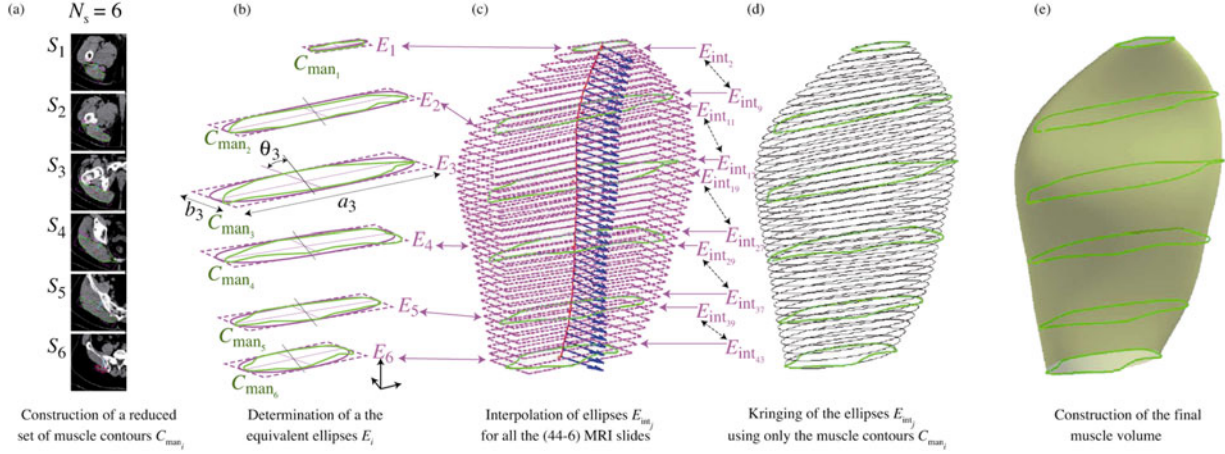 (a)
N_s = 6
(b)
(c)
(d)
(e)
S_1
S_2
S_3
S_4
S_5
S_6
E_1
C_man_1
E_2
C_man_2
θ_3
E_3
b_3
a_3
C_man_3
E_4
C_man_4
E_5
C_man_5
E_6
C_man_6
E_int_2
E_int_9
E_int_11
E_int_19
E_int_29
E_int_37
E_int_39
E_int_43
Construction of a reduced
set of muscle contours C_man_i
Determination of a the
equivalent ellipses E_i
Interpolation of ellipses E_int_j
for all the (44-6) MRI slides
Kringing of the ellipses E_int_j
using only the muscle contours C_man_i
Construction of the final
muscle volume